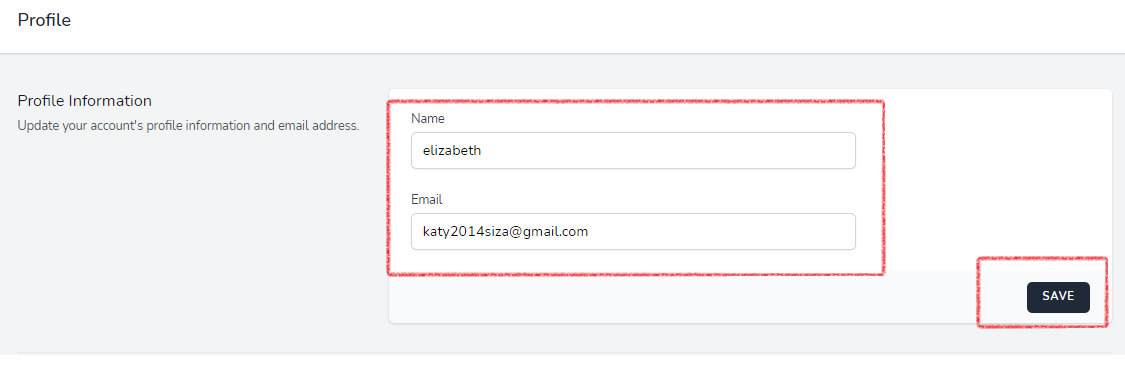 Profile
Profile Information
Update your account's profile information and email address.
Name
elizabeth
Email
katy2014siza@gmail.com
SAVE